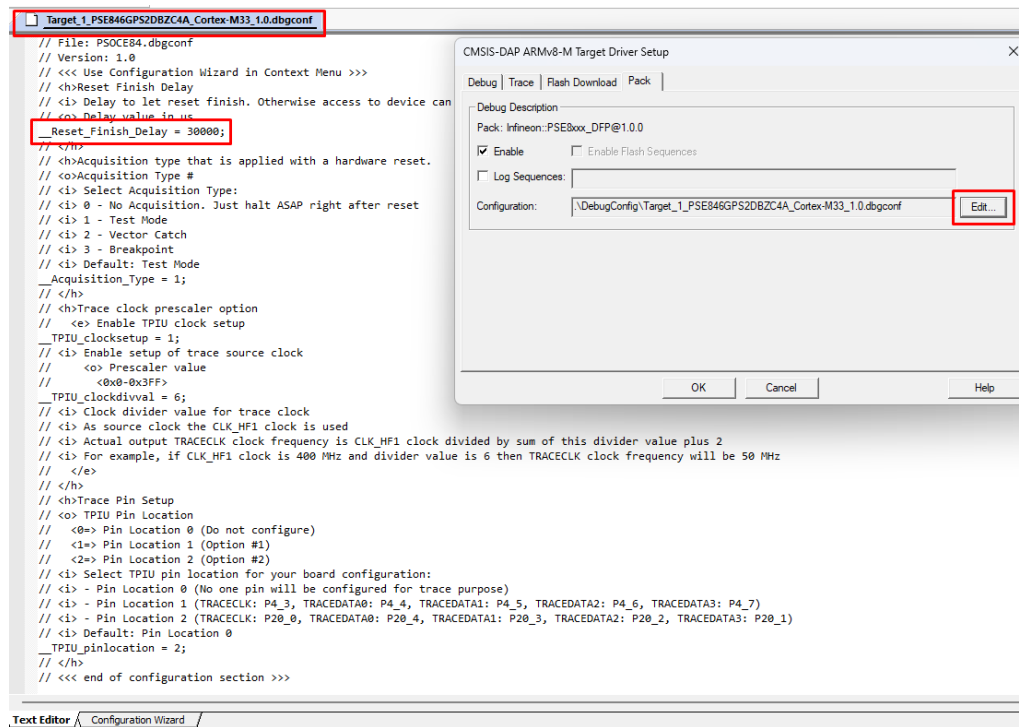 Target_1_PSE846GPS2DBZC4A_Cortex-M33_1.0.dbgconf
// File: PSOCE84.dbgconf
// Version: 1.0
// <<< Use Configuration Wizard in Context Menu >>>
// <h>Reset Finish Delay
// <i> Delay to let reset finish. Otherwise access to device can
// <o> Delay value in us
__Reset_Finish_Delay = 30000;
// </h>
// <h>Acquisition type that is applied with a hardware reset.
// <o>Acquisition Type #
// <i> Select Acquisition Type:
// <i> 0 - No Acquisition. Just halt ASAP right after reset
// <i> 1 - Test Mode
// <i> 2 - Vector Catch
// <i> 3 - Breakpoint
// <i> Default: Test Mode
__Acquisition_Type = 1;
// </h>
// <h>Trace clock prescaler option
//   <e> Enable TPIU clock setup
__TPIU_clocksetup = 1;
// <i> Enable setup of trace source clock
//     <o> Prescaler value
//       <0x0-0x3FF>
__TPIU_clockdivval = 6;
// <i> Clock divider value for trace clock
// <i> As source clock the CLK_HF1 clock is used
// <i> Actual output TRACECLK clock frequency is CLK_HF1 clock divided by sum of this divider value plus 2
// <i> For example, if CLK_HF1 clock is 400 MHz and divider value is 6 then TRACECLK clock frequency will be 50 MHz
//   </e>
// </h>
// <h>Trace Pin Setup
// <o> TPIU Pin Location
//   <0=> Pin Location 0 (Do not configure)
//   <1=> Pin Location 1 (Option #1)
//   <2=> Pin Location 2 (Option #2)
// <i> Select TPIU pin location for your board configuration:
// <i> - Pin Location 0 (No one pin will be configured for trace purpose)
// <i> - Pin Location 1 (TRACECLK: P4_3, TRACEDATA0: P4_4, TRACEDATA1: P4_5, TRACEDATA2: P4_6, TRACEDATA3: P4_7)
// <i> - Pin Location 2 (TRACECLK: P20_0, TRACEDATA0: P20_4, TRACEDATA1: P20_3, TRACEDATA2: P20_2, TRACEDATA3: P20_1)
// <i> Default: Pin Location 0
__TPIU_pinlocation = 2;
// </h>
// <<< end of configuration section >>>
Text Editor Configuration Wizard
CMSIS-DAP ARMv8-M Target Driver Setup
Debug Trace Flash Download Pack
Debug Description
Pack: Infineon::PSE8xxx_DFP@1.0.0
Enable Enable Flash Sequences
Log Sequences:
Configuration: .\DebugConfig\Target_1_PSE846GPS2DBZC4A_Cortex-M33_1.0.dbgconf Edit...
OK Cancel Help